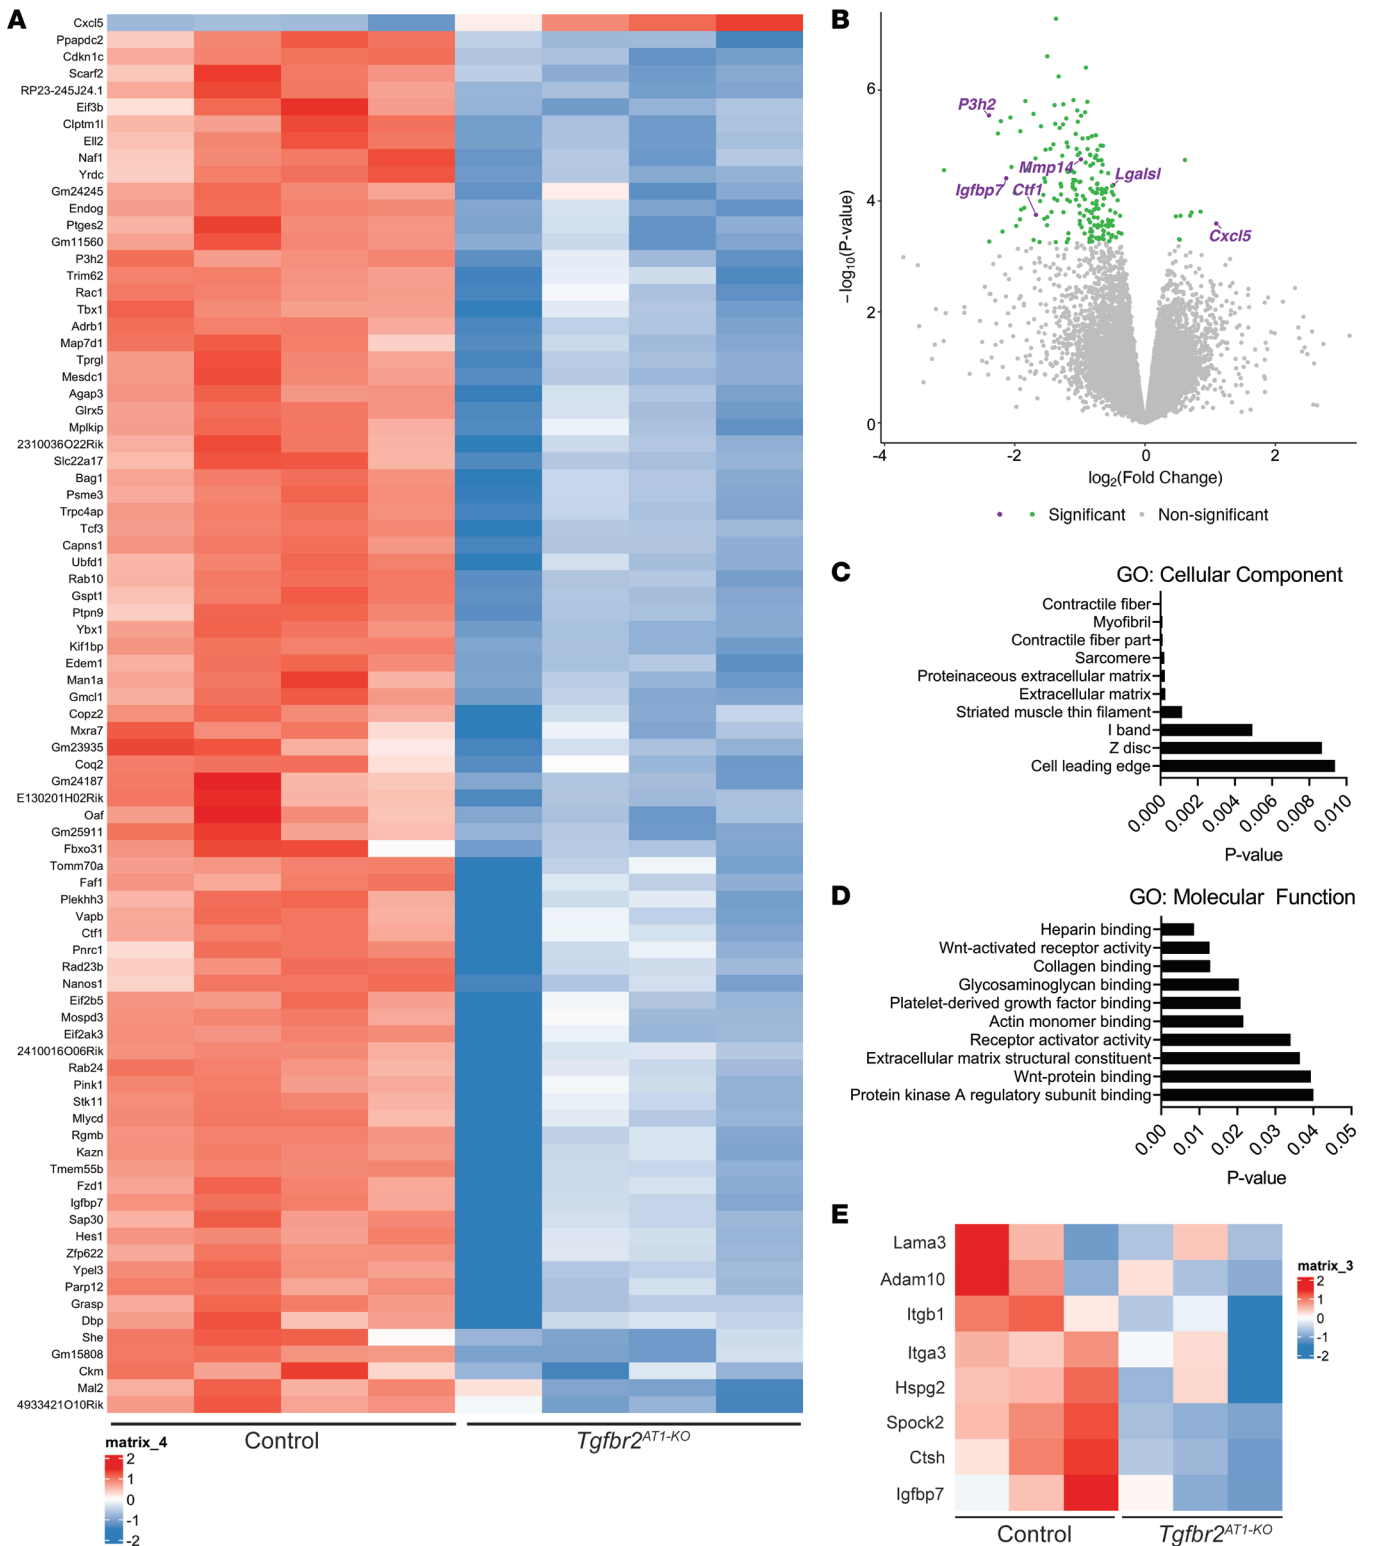 A
Cxcl5
Ppapdc2
Cdkn1c
Scarf2
RP23-245J24.1
Eif3b
Clptm1l
Ell2
Naf1
Yrdc
Gm24245
Endog
Ptges2
Gm11560
P3h2
Trim62
Rac1
Tbx1
Adrb1
Map7d1
Tprgl
Mesdc1
Agap3
Glrx5
Mplkip
2310036O22Rik
Slc22a17
Bag1
Psme3
Trpc4ap
Tcf3
Capns1
Ubfd1
Rab10
Gspt1
Ptpn9
Ybx1
Kif1bp
Edem1
Man1a
Gmcl1
Copz2
Mxra7
Gm23935
Coq2
Gm24187
E130201H02Rik
Oaf
Gm25911
Fbxo31
Tomm70a
Faf1
Plekhh3
Vapb
Ctf1
Pnrc1
Rad23b
Nanos1
Eif2b5
Mospd3
Eif2ak3
2410016O06Rik
Rab24
Pink1
Stk11
Mlycd
Rgmb
Kazn
Tmem55b
Fzd1
Igfbp7
Sap30
Hes1
Zfp622
Ypel3
Parp12
Grasp
Dbp
She
Gm15808
Ckm
Mal2
4933421O10Rik
Control
Tgfbr2AT1-KO
matrix_4
2
1
0
-1
-2
B
6
4
2
0
−log10(P-value)
P3h2
Mmp14
Lgalsl
Igfbp7
Ctf1
Cxcl5
-4
-2
0
2
log2(Fold Change)
Significant
Non-significant
C
GO: Cellular Component
Contractile fiber
Myofibril
Contractile fiber part
Sarcomere
Proteinaceous extracellular matrix
Extracellular matrix
Striated muscle thin filament
I band
Z disc
Cell leading edge
0.000
0.002
0.004
0.006
0.008
0.010
P-value
D
GO: Molecular Function
Heparin binding
Wnt-activated receptor activity
Collagen binding
Glycosaminoglycan binding
Platelet-derived growth factor binding
Actin monomer binding
Receptor activator activity
Extracellular matrix structural constituent
Wnt-protein binding
Protein kinase A regulatory subunit binding
0.00
0.01
0.02
0.03
0.04
0.05
P-value
E
Lama3
Adam10
Itgb1
Itga3
Hspg2
Spock2
Ctsh
Igfbp7
Control
Tgfbr2AT1-KO
matrix_3
2
1
0
-1
-2